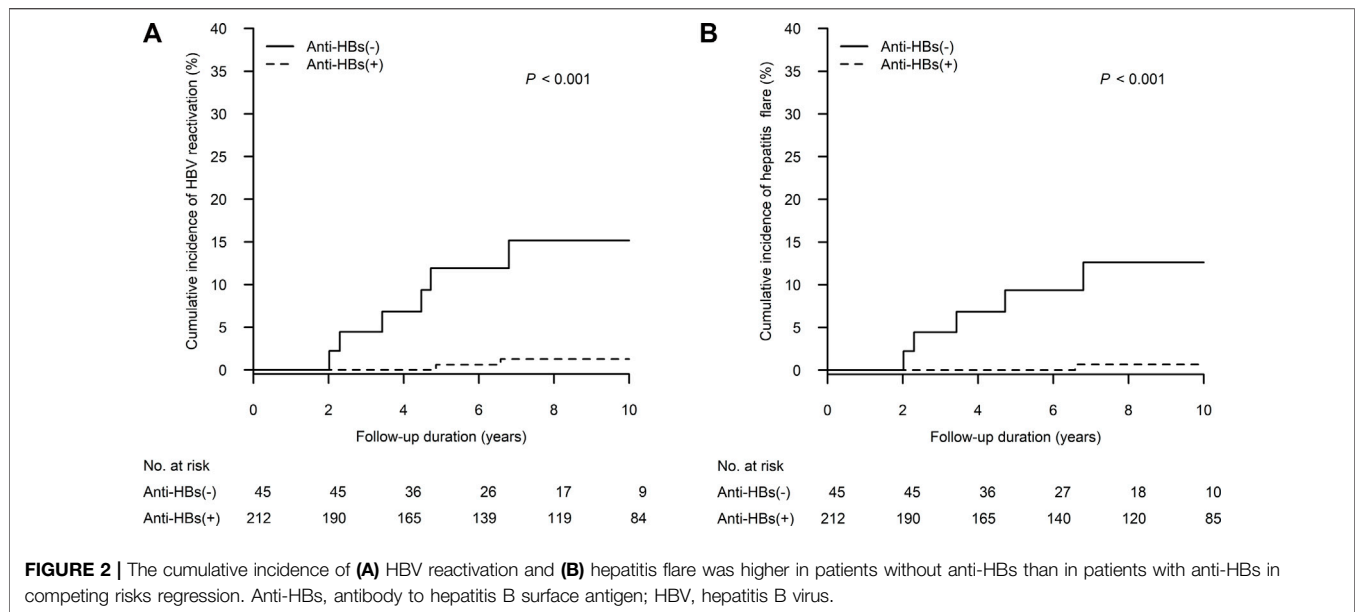 A
40
35
30
25
20
15
10
5
0
Cumulative incidence of HBV reactivation (%)
Anti-HBs(-)
Anti-HBs(+)
P < 0.001
0 2 4 6 8 10
Follow-up duration (years)
No. at risk
Anti-HBs(-) 45 45 36 26 17 9
Anti-HBs(+) 212 190 165 139 119 84
B
40
35
30
25
20
15
10
5
0
Cumulative incidence of hepatitis flare (%)
Anti-HBs(-)
Anti-HBs(+)
P < 0.001
0 2 4 6 8 10
Follow-up duration (years)
No. at risk
Anti-HBs(-) 45 45 36 27 18 10
Anti-HBs(+) 212 190 165 140 120 85
FIGURE 2 | The cumulative incidence of (A) HBV reactivation and (B) hepatitis flare was higher in patients without anti-HBs than in patients with anti-HBs in
competing risks regression. Anti-HBs, antibody to hepatitis B surface antigen; HBV, hepatitis B virus.